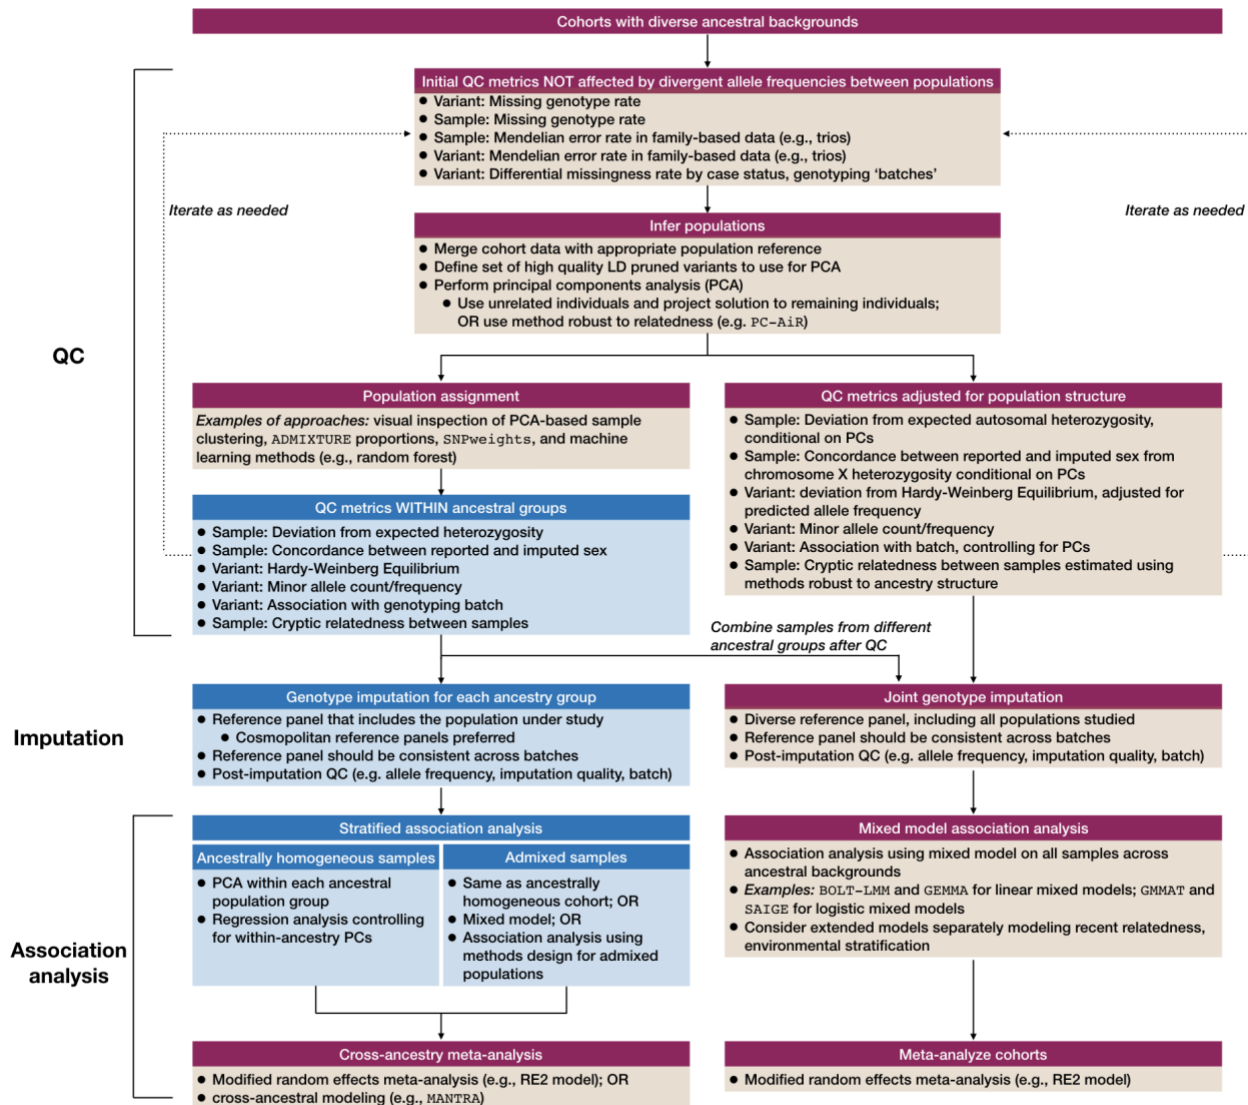 Cohorts with diverse ancestral backgrounds
QC
Initial QC metrics NOT affected by divergent allele frequencies between populations
● Variant: Missing genotype rate
● Sample: Missing genotype rate
● Sample: Mendelian error rate in family-based data (e.g., trios)
● Variant: Mendelian error rate in family-based data (e.g., trios)
● Variant: Differential missingness rate by case status, genotyping ‘batches’
Iterate as needed
Iterate as needed
Infer populations
● Merge cohort data with appropriate population reference
● Define set of high quality LD pruned variants to use for PCA
● Perform principal components analysis (PCA)
● Use unrelated individuals and project solution to remaining individuals;
OR use method robust to relatedness (e.g. PC-AiR)
Population assignment
Examples of approaches: visual inspection of PCA-based sample
clustering, ADMIXTURE proportions, SNPweights, and machine
learning methods (e.g., random forest)
QC metrics WITHIN ancestral groups
● Sample: Deviation from expected heterozygosity
● Sample: Concordance between reported and imputed sex
● Variant: Hardy-Weinberg Equilibrium
● Variant: Minor allele count/frequency
● Variant: Association with genotyping batch
● Sample: Cryptic relatedness between samples
QC metrics adjusted for population structure
● Sample: Deviation from expected autosomal heterozygosity,
conditional on PCs
● Sample: Concordance between reported and imputed sex from
chromosome X heterozygosity conditional on PCs
● Variant: deviation from Hardy-Weinberg Equilibrium, adjusted for
predicted allele frequency
● Variant: Minor allele count/frequency
● Variant: Association with batch, controlling for PCs
● Sample: Cryptic relatedness between samples estimated using
methods robust to ancestry structure
Combine samples from different
ancestral groups after QC
Imputation
Genotype imputation for each ancestry group
● Reference panel that includes the population under study
● Cosmopolitan reference panels preferred
● Reference panel should be consistent across batches
● Post-imputation QC (e.g. allele frequency, imputation quality, batch)
Joint genotype imputation
● Diverse reference panel, including all populations studied
● Reference panel should be consistent across batches
● Post-imputation QC (e.g. allele frequency, imputation quality, batch)
Association
analysis
Stratified association analysis
Ancestrally homogeneous samples
● PCA within each ancestral
population group
● Regression analysis controlling
for within-ancestry PCs
Admixed samples
● Same as ancestrally
homogeneous cohort; OR
● Mixed model; OR
● Association analysis using
methods design for admixed
populations
Mixed model association analysis
● Association analysis using mixed model on all samples across
ancestral backgrounds
● Examples: BOLT-LMM and GEMMA for linear mixed models; GMMAT and
SAIGE for logistic mixed models
● Consider extended models separately modeling recent relatedness,
environmental stratification
Cross-ancestry meta-analysis
● Modified random effects meta-analysis (e.g., RE2 model); OR
● cross-ancestral modeling (e.g., MANTRA)
Meta-analyze cohorts
● Modified random effects meta-analysis (e.g., RE2 model)